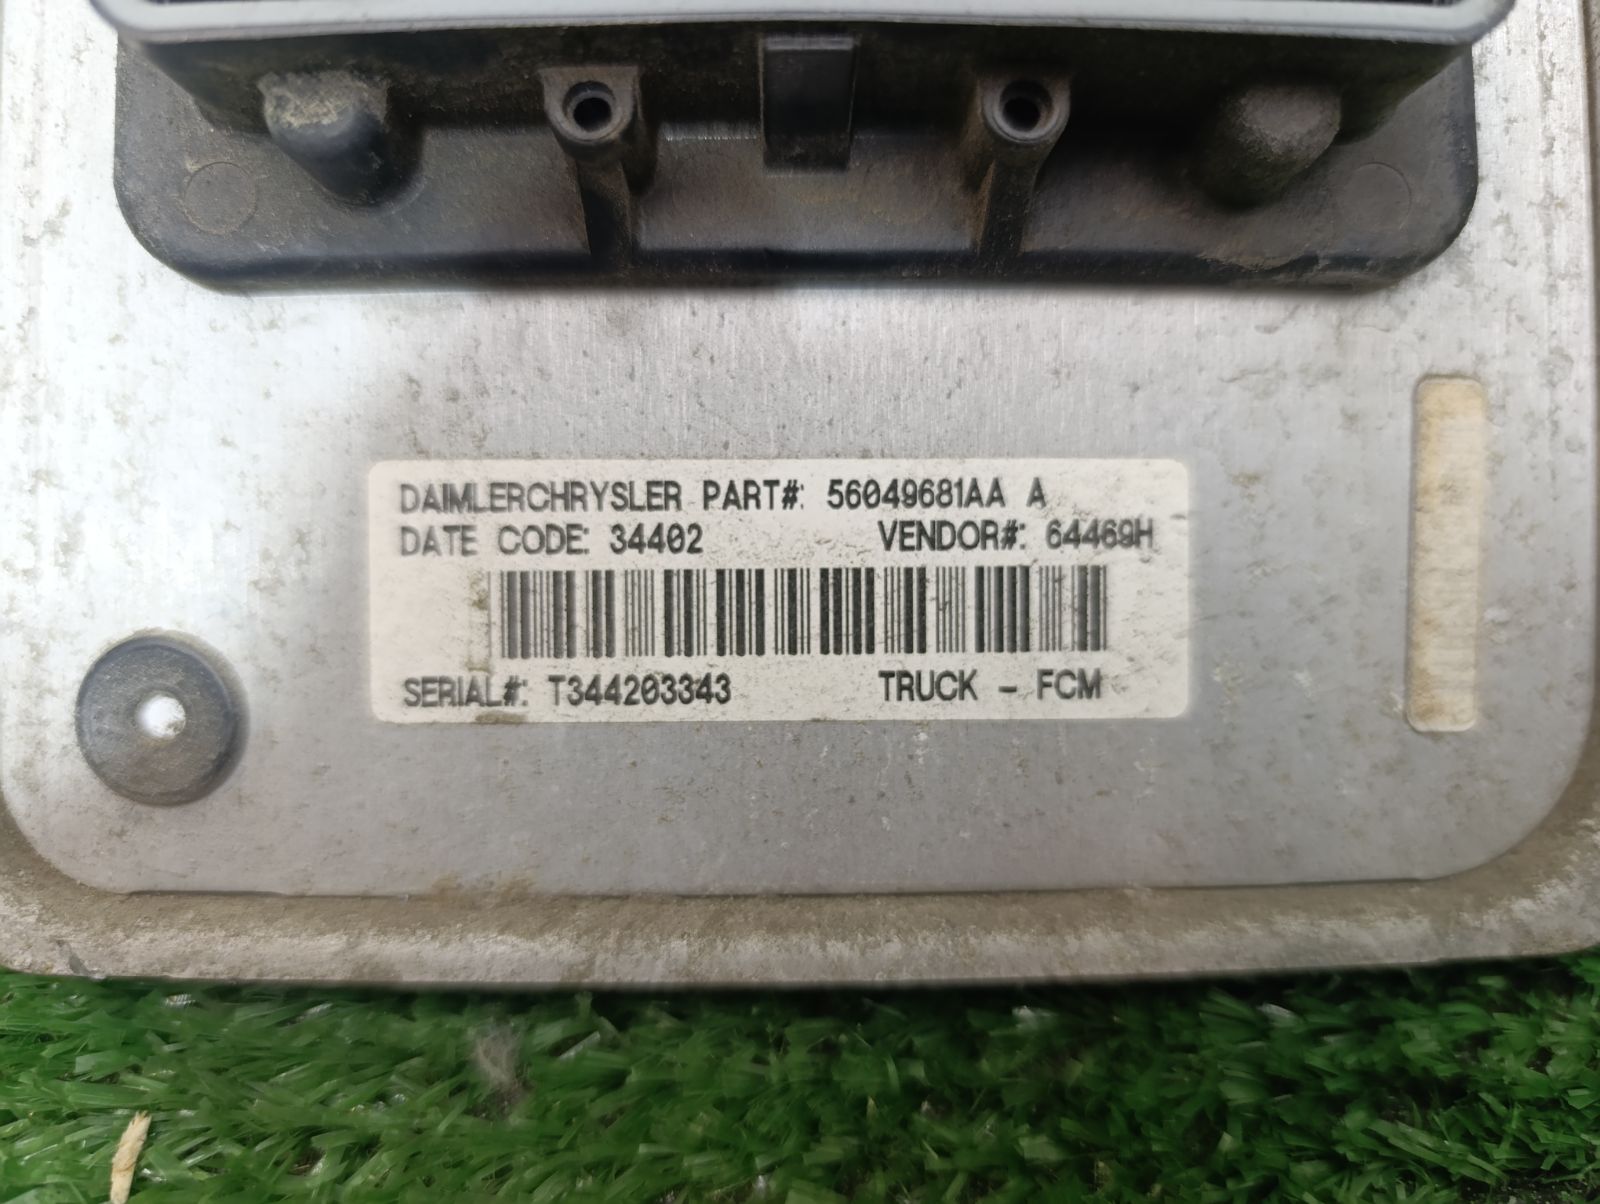 DAIMLERCHRYSLER PART#: 56049681AA A
DATE CODE: 34402 VENDOR#: 64469H
SERIAL#: T344203343 TRUCK - FCM